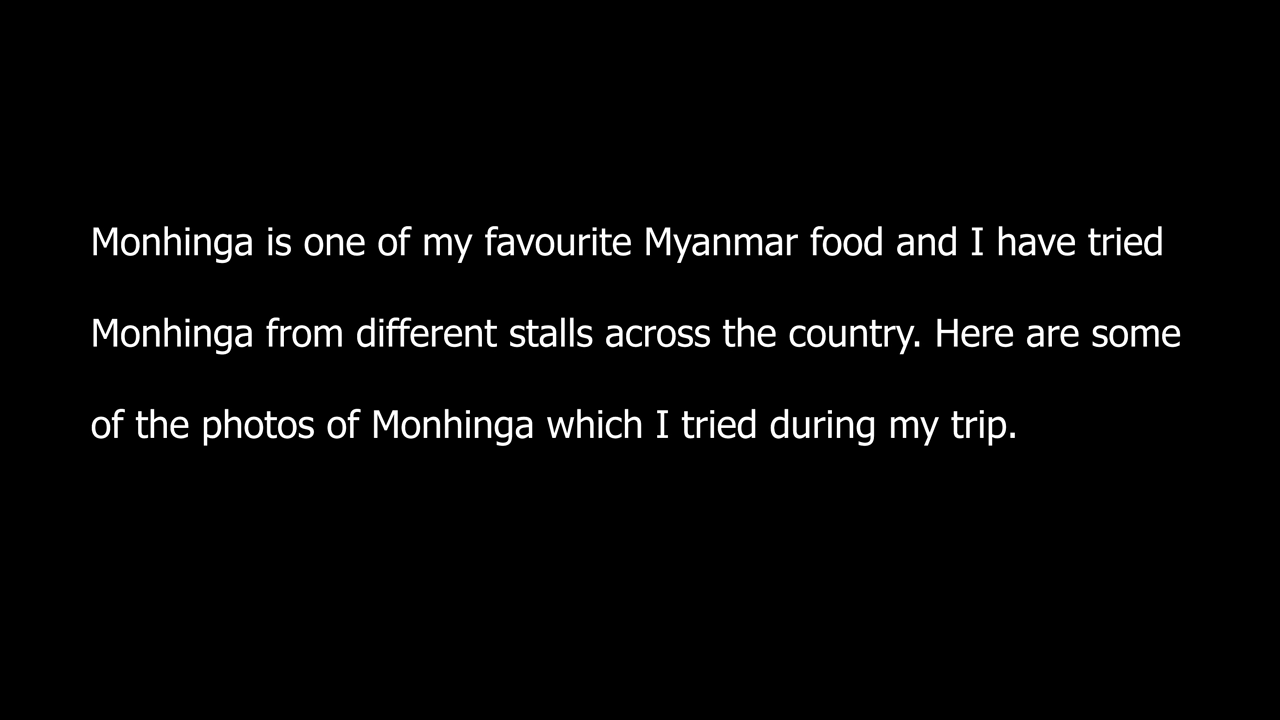 Monhinga is one of my favourite Myanmar food and I have tried
Monhinga from different stalls across the country. Here are some
of the photos of Monhinga which I tried during my trip.